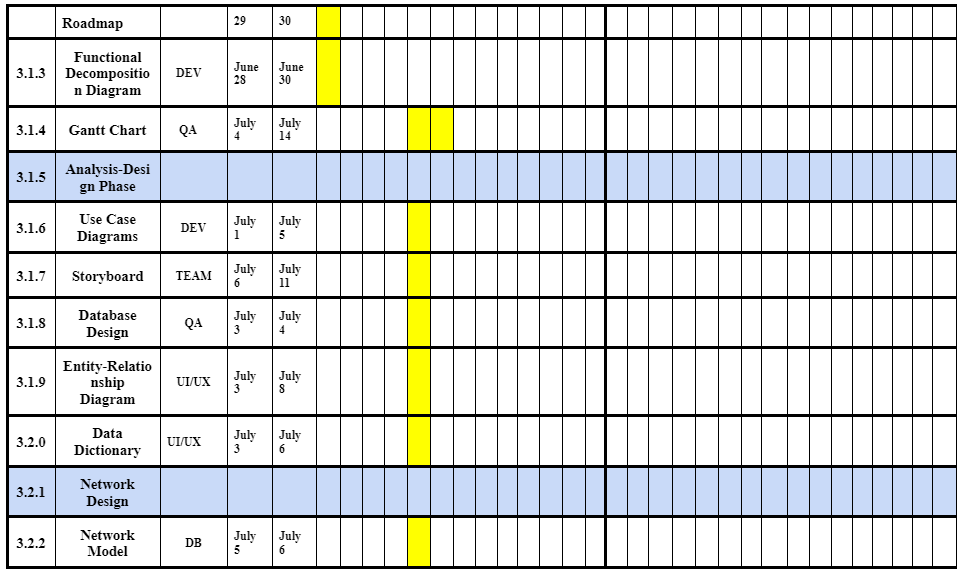 Roadmap 29 30
3.1.3 Functional Decompositio n Diagram DEV June 28 June 30
3.1.4 Gantt Chart QA July 4 July 14
3.1.5 Analysis-Desi gn Phase
3.1.6 Use Case Diagrams DEV July 1 July 5
3.1.7 Storyboard TEAM July 6 July 11
3.1.8 Database Design QA July 3 July 4
3.1.9 Entity-Relatio nship Diagram UI/UX July 3 July 8
3.2.0 Data Dictionary UI/UX July 3 July 6
3.2.1 Network Design
3.2.2 Network Model DB July 5 July 6